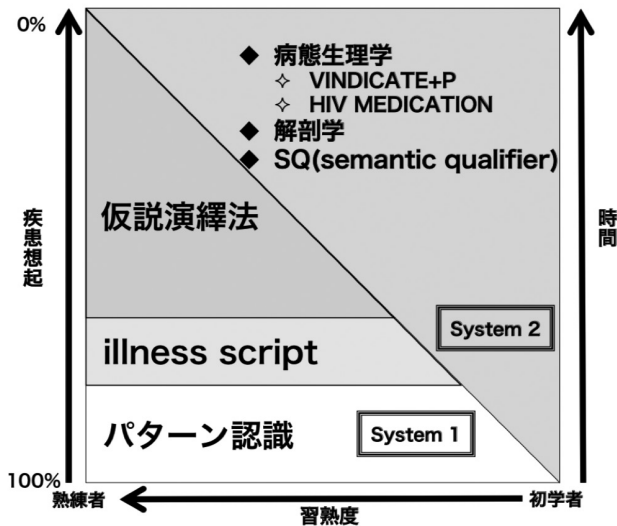 0%
◆ 病態生理学
✧ VINDICATE+P
✧ HIV MEDICATION
◆ 解剖学
◆ SQ(semantic qualifier)
仮説演繹法
疾患想起
時間
System 2
illness script
パターン認識
System 1
100%
熟練者
習熟度
初学者